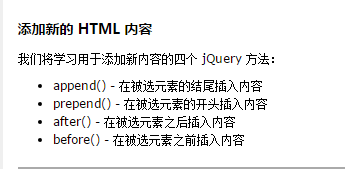 添加新的 HTML 内容
我们将学习用于添加新内容的四个 jQuery 方法：
append() - 在被选元素的结尾插入内容
prepend() - 在被选元素的开头插入内容
after() - 在被选元素之后插入内容
before() - 在被选元素之前插入内容